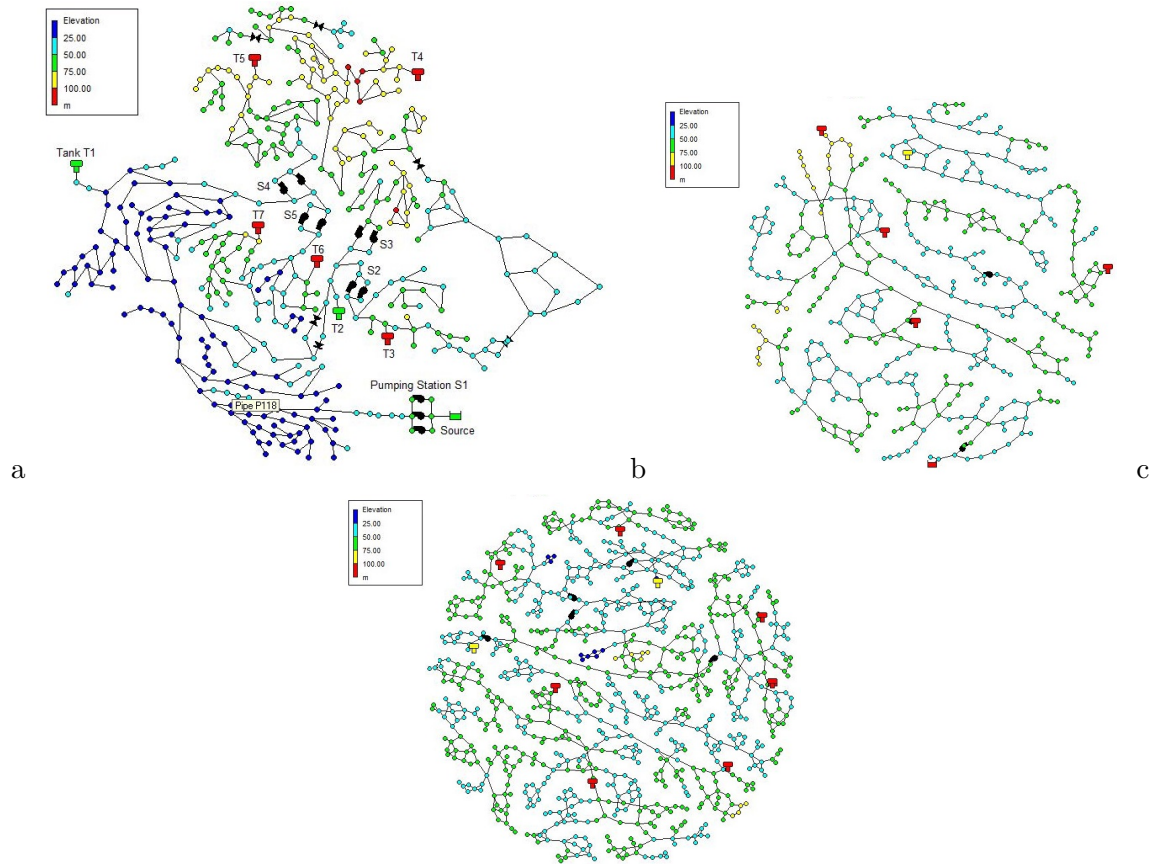 Elevation
25.00
50.00
75.00
100.00
m
T5
T4
Tank T1
S4
T7
S5
T6
S3
S2
T2
T3
Pumping Station S1
Pipe P118
Source
a
Elevation
25.00
50.00
75.00
100.00
m
b
c
Elevation
25.00
50.00
75.00
100.00
m